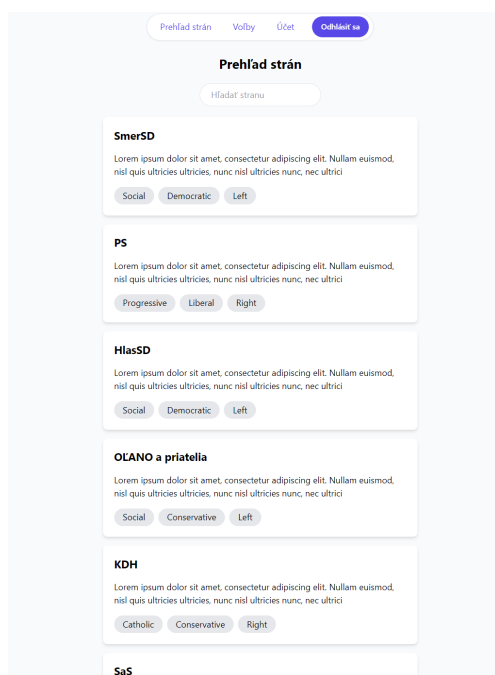 Prehľad strán Voľby Účet Odhlásiť sa
Prehľad strán
Hľadať stranu
SmerSD
Lorem ipsum dolor sit amet, consectetur adipiscing elit. Nullam euismod,
nisl quis ultricies ultricies, nunc nisl ultricies nunc, nec ultrici
Social Democratic Left
PS
Lorem ipsum dolor sit amet, consectetur adipiscing elit. Nullam euismod,
nisl quis ultricies ultricies, nunc nisl ultricies nunc, nec ultrici
Progressive Liberal Right
HlasSD
Lorem ipsum dolor sit amet, consectetur adipiscing elit. Nullam euismod,
nisl quis ultricies ultricies, nunc nisl ultricies nunc, nec ultrici
Social Democratic Left
OĽANO a priatelia
Lorem ipsum dolor sit amet, consectetur adipiscing elit. Nullam euismod,
nisl quis ultricies ultricies, nunc nisl ultricies nunc, nec ultrici
Social Conservative Left
KDH
Lorem ipsum dolor sit amet, consectetur adipiscing elit. Nullam euismod,
nisl quis ultricies ultricies, nunc nisl ultricies nunc, nec ultrici
Catholic Conservative Right
SaS